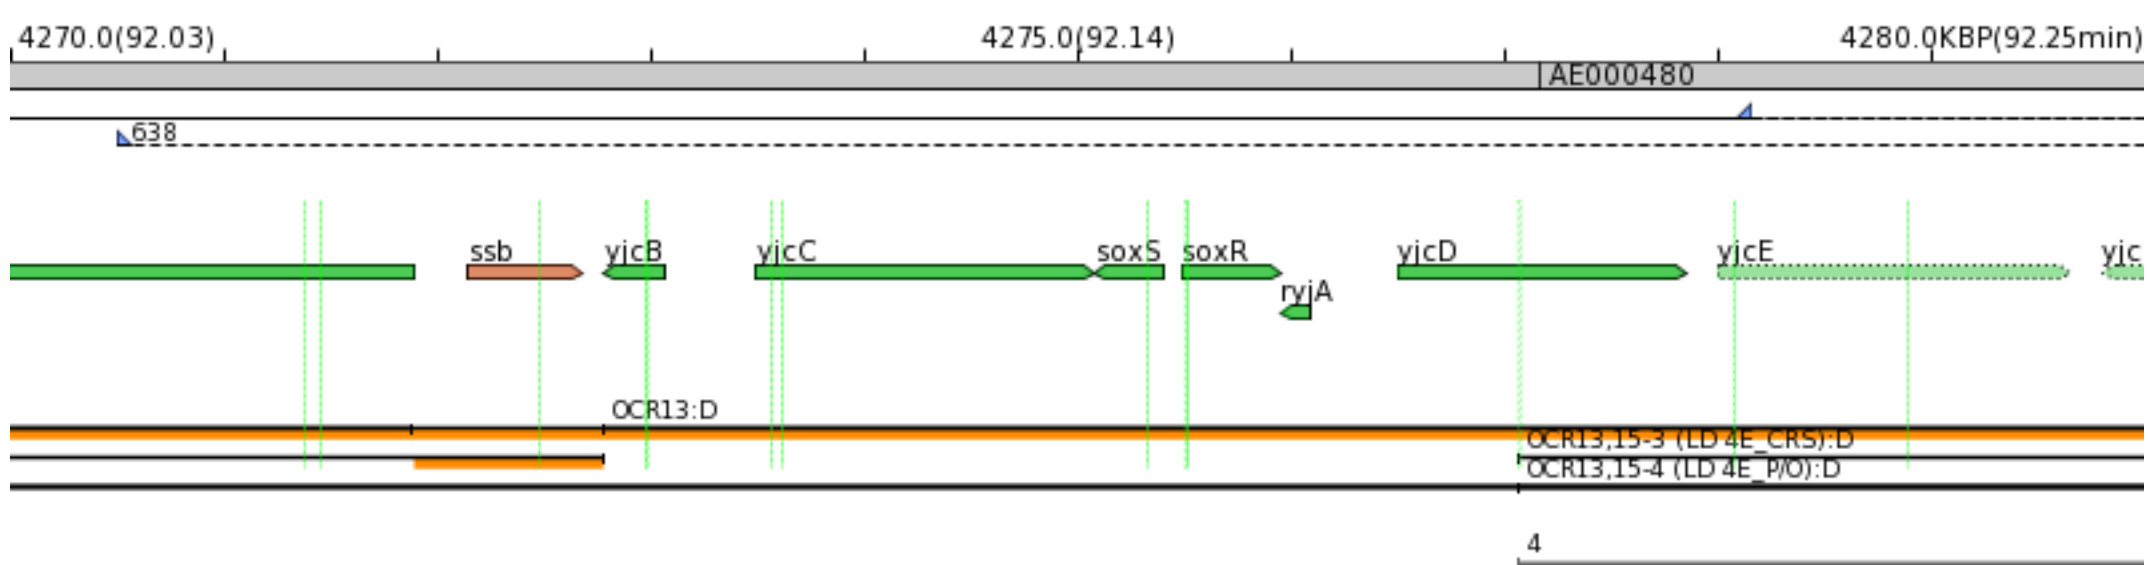 4270.0(92.03) 4275.0(92.14) 4280.0KBP(92.25min)
AE000480
638
ssb yjcB yjcC soxS soxR yjcD yjcE yjc
ryjA
OCR13:D
OCR13,15-3 (LD 4E_CRS):D
OCR13,15-4 (LD 4E_P/O):D
4